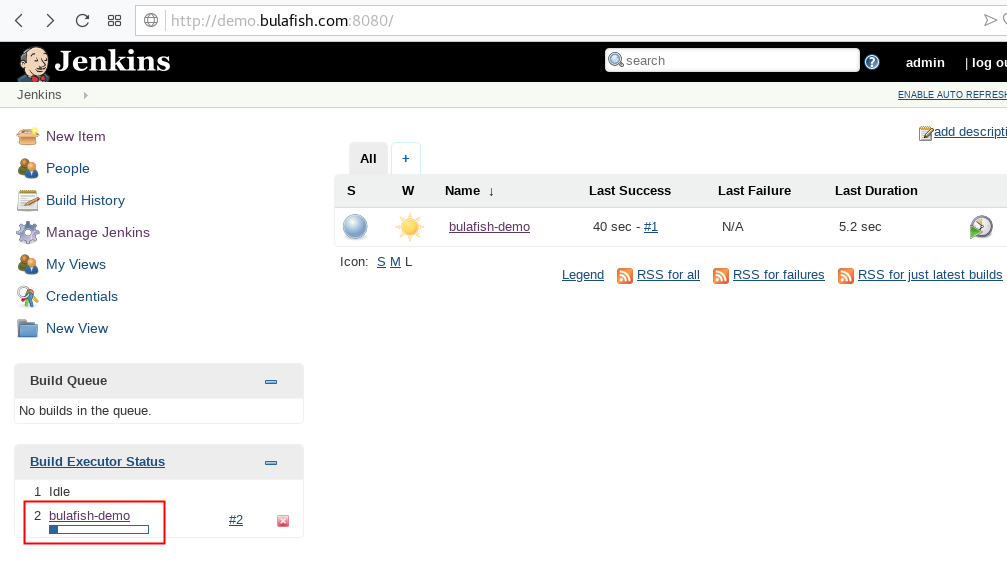 http://demo.bulafish.com:8080/
Jenkins
search
admin
| log ou
Jenkins
ENABLE AUTO REFRESH
New Item
People
Build History
Manage Jenkins
My Views
Credentials
New View
add descripti
All
+
S W Name ↓ Last Success Last Failure Last Duration
bulafish-demo 40 sec - #1 N/A 5.2 sec
Icon: S M L
Legend RSS for all RSS for failures RSS for just latest builds
Build Queue
No builds in the queue.
Build Executor Status
1 Idle
2 bulafish-demo #2